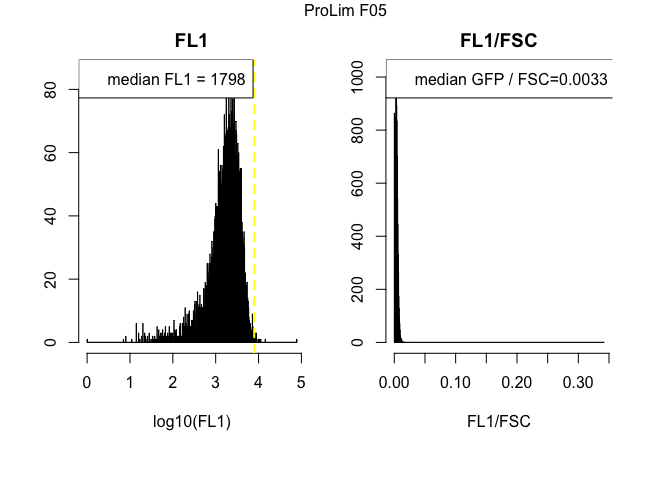 ProLim F05
FL1
median FL1 = 1798
0 20 40 60 80
0 1 2 3 4 5
log10(FL1)
FL1/FSC
median GFP / FSC=0.0033
0 200 400 600 800 1000
0.00 0.10 0.20 0.30
FL1/FSC